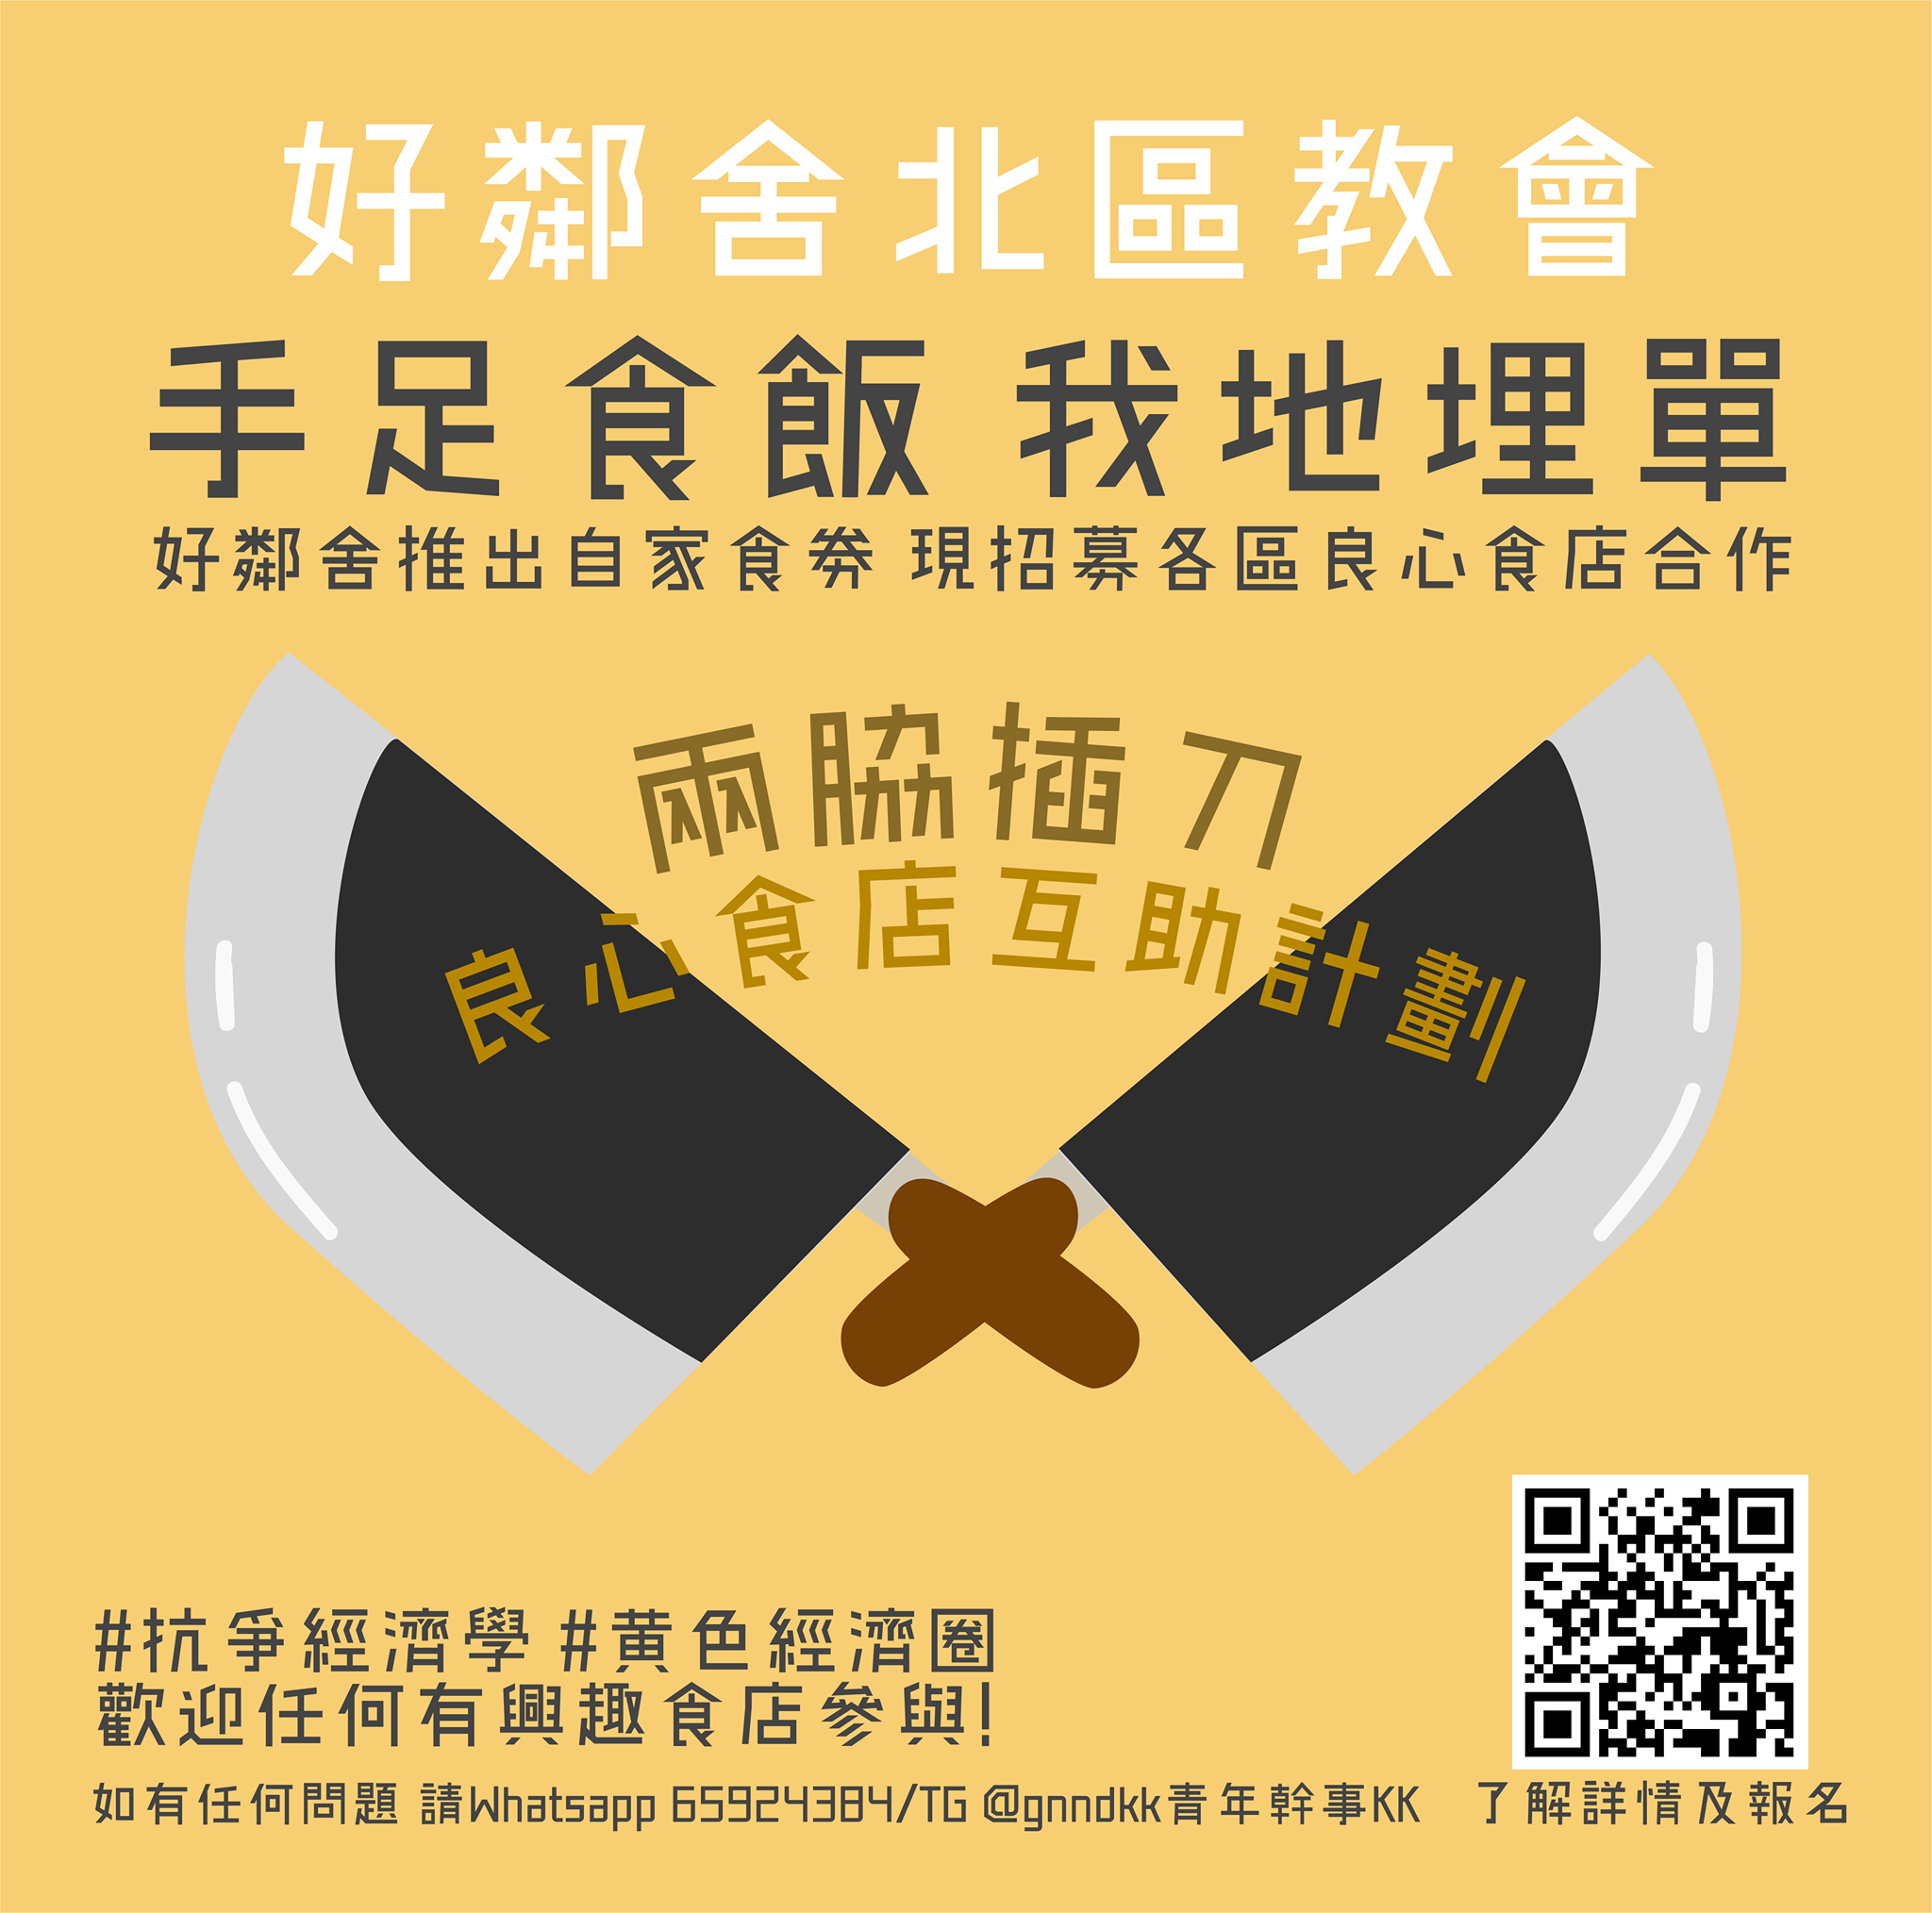 好鄰舍北區教會
手足食飯 我地埋單
好鄰舍推出自家食券 現招募各區良心食店合作
兩脇插刀
良心食店互助計劃
#抗爭經濟學 #黄色經濟圈
歡迎任何有興趣食店參與!
如有任何問題 請Whatsapp 65924384/TG @gnndkk青年幹事KK 了解詳情及報名